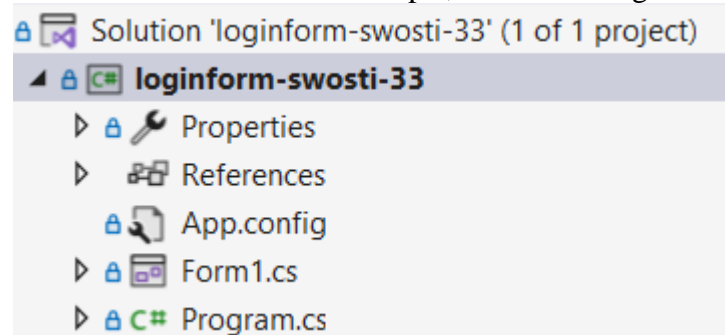 Solution 'loginform-swosti-33' (1 of 1 project)
C# loginform-swosti-33
Properties
References
App.config
Form1.cs
C# Program.cs